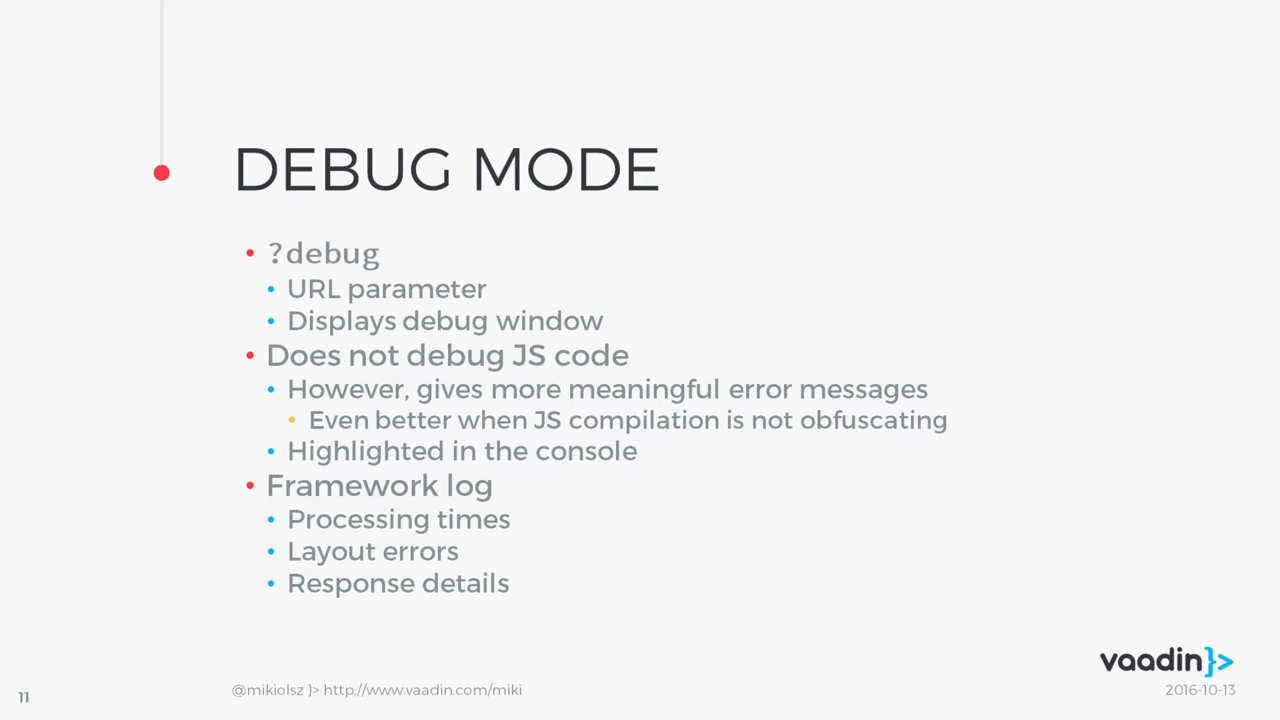 DEBUG MODE
• ?debug
• URL parameter
• Displays debug window
• Does not debug JS code
• However, gives more meaningful error messages
• Even better when JS compilation is not obfuscating
• Highlighted in the console
• Framework log
• Processing times
• Layout errors
• Response details
vaadin}>
11
@mikiolsz }> http://www.vaadin.com/miki
2016-10-13